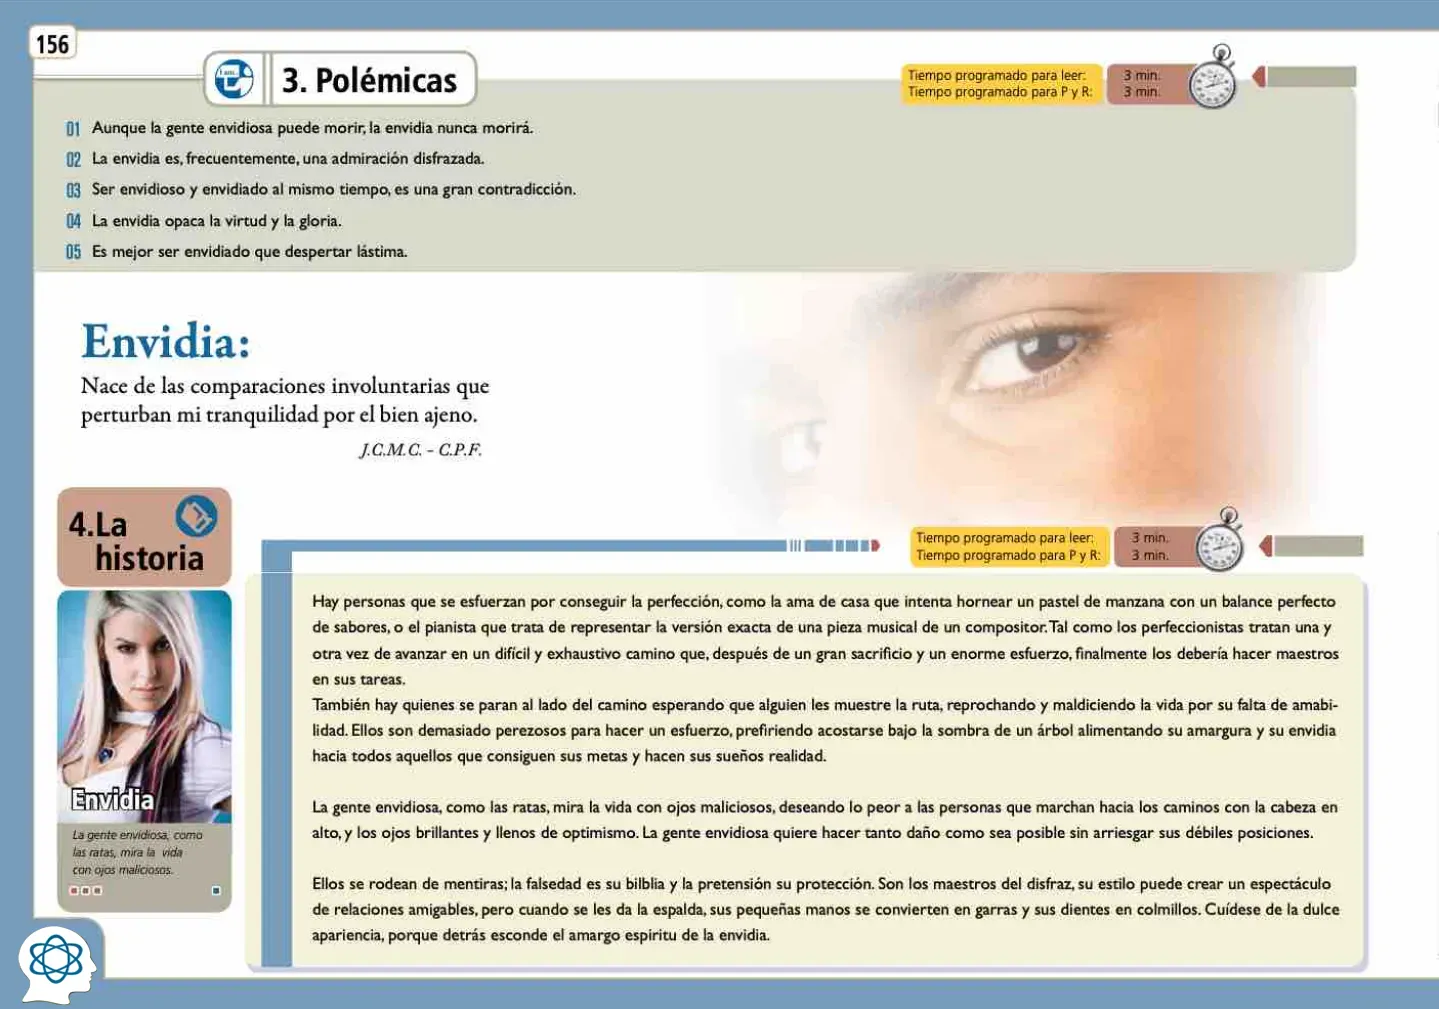 156
3. Polémicas
Tiempo programado para leer: 3 min.
Tiempo programado para P y R: 3 min.
01 Aunque la gente envidiosa puede morir, la envidia nunca morirá.
02 La envidia es, frecuentemente, una admiración disfrazada.
03 Ser envidioso y envidiado al mismo tiempo, es una gran contradicción.
04 La envidia opaca la virtud y la gloria.
05 Es mejor ser envidiado que despertar lástima.
Envidia:
Nace de las comparaciones involuntarias que
perturban mi tranquilidad por el bien ajeno.
J.C.M.C. - C.P.F.
4.La
historia
Tiempo programado para leer: 3 min.
Tiempo programado para P y R: 3 min.
Envidia
La gente envidiosa, como
las ratas, mira la vida
con ojos maliciosos.
Hay personas que se esfuerzan por conseguir la perfección, como la ama de casa que intenta hornear un pastel de manzana con un balance perfecto
de sabores, o el pianista que trata de representar la versión exacta de una pieza musical de un compositor. Tal como los perfeccionistas tratan una y
otra vez de avanzar en un difícil y exhaustivo camino que, después de un gran sacrificio y un enorme esfuerzo, finalmente los debería hacer maestros
en sus tareas.
También hay quienes se paran al lado del camino esperando que alguien les muestre la ruta, reprochando y maldiciendo la vida por su falta de amabi-
lidad. Ellos son demasiado perezosos para hacer un esfuerzo, prefiriendo acostarse bajo la sombra de un árbol alimentando su amargura y su envidia
hacia todos aquellos que consiguen sus metas y hacen sus sueños realidad.
La gente envidiosa, como las ratas, mira la vida con ojos maliciosos, deseando lo peor a las personas que marchan hacia los caminos con la cabeza en
alto, y los ojos brillantes y llenos de optimismo. La gente envidiosa quiere hacer tanto daño como sea posible sin arriesgar sus débiles posiciones.
Ellos se rodean de mentiras; la falsedad es su bilblia y la pretensión su protección. Son los maestros del disfraz, su estilo puede crear un espectáculo
de relaciones amigables, pero cuando se les da la espalda, sus pequeñas manos se convierten en garras y sus dientes en colmillos. Cuídese de la dulce
apariencia, porque detrás esconde el amargo espiritu de la envidia.